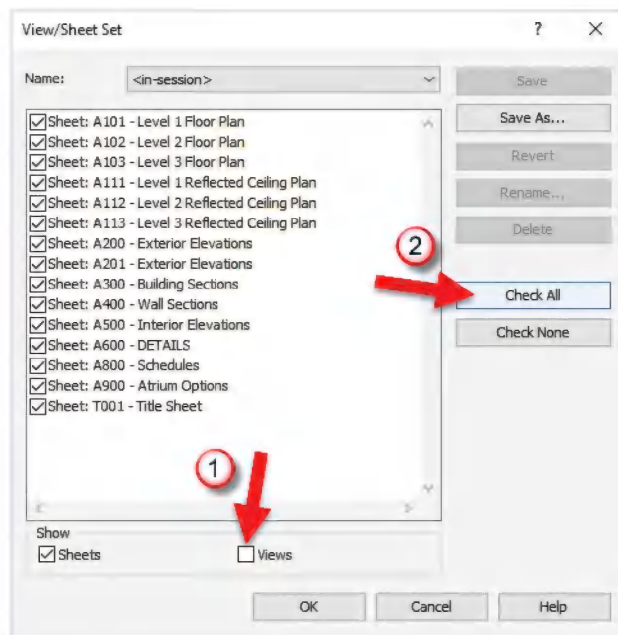 View/Sheet Set ? X
Name: <in-session> Save
Save As...
Revert
Rename...
Delete
Sheet: A101 - Level 1 Floor Plan
Sheet: A102 - Level 2 Floor Plan
Sheet: A103 - Level 3 Floor Plan
Sheet: A111 - Level 1 Reflected Ceiling Plan
Sheet: A112 - Level 2 Reflected Ceiling Plan
Sheet: A113 - Level 3 Reflected Ceiling Plan
Sheet: A200 - Exterior Elevations
Sheet: A201 - Exterior Elevations
Sheet: A300 - Building Sections
Sheet: A400 - Wall Sections
Sheet: A500 - Interior Elevations
Sheet: A600 - DETAILS
Sheet: A800 - Schedules
Sheet: A900 - Atrium Options
Sheet: T001 - Title Sheet
2
Check All
Check None
1
Show
Sheets Views
OK Cancel Help